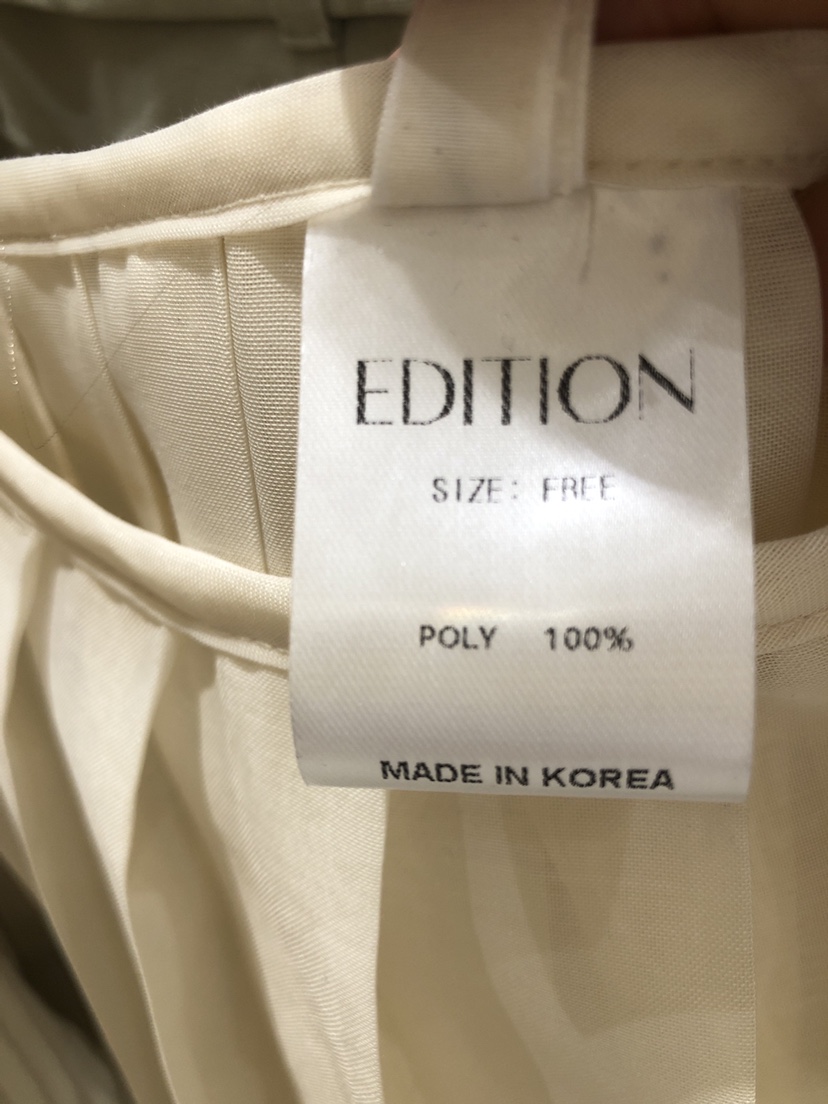 EDITION
SIZE: FREE
POLY 100%
MADE IN KOREA